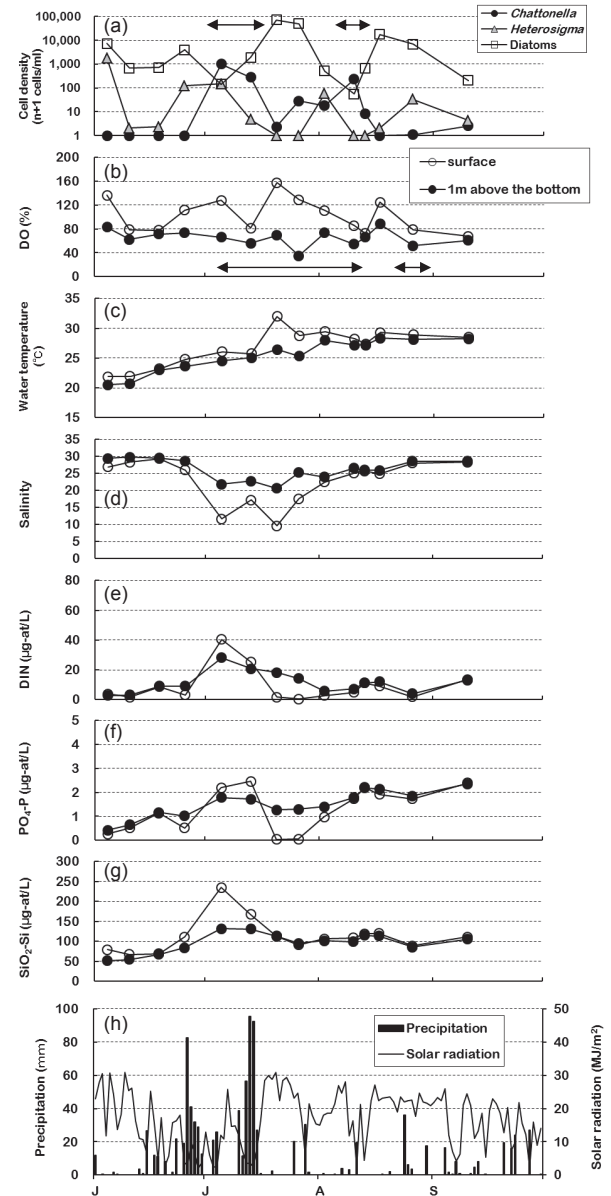 (a)
Chattonella
Heterosigma
Diatoms
Cell density
(n+1 cells/ml)
100,000
10,000
1,000
100
10
1
(b)
surface
1m above the bottom
DO (%)
200
160
120
80
40
0
(c)
Water temperature
(℃)
35
30
25
20
15
(d)
Salinity
35
30
25
20
15
10
5
0
(e)
DIN (μg-at/L)
80
60
40
20
0
(f)
PO4-P (μg-at/L)
5
4
3
2
1
0
(g)
SiO2-Si (μg-at/L)
300
250
200
150
100
50
0
(h)
Precipitation
Solar radiation
Precipitation (mm)
100
80
60
40
20
0
Solar radiation (MJ/m²)
50
40
30
20
10
0
J J A S